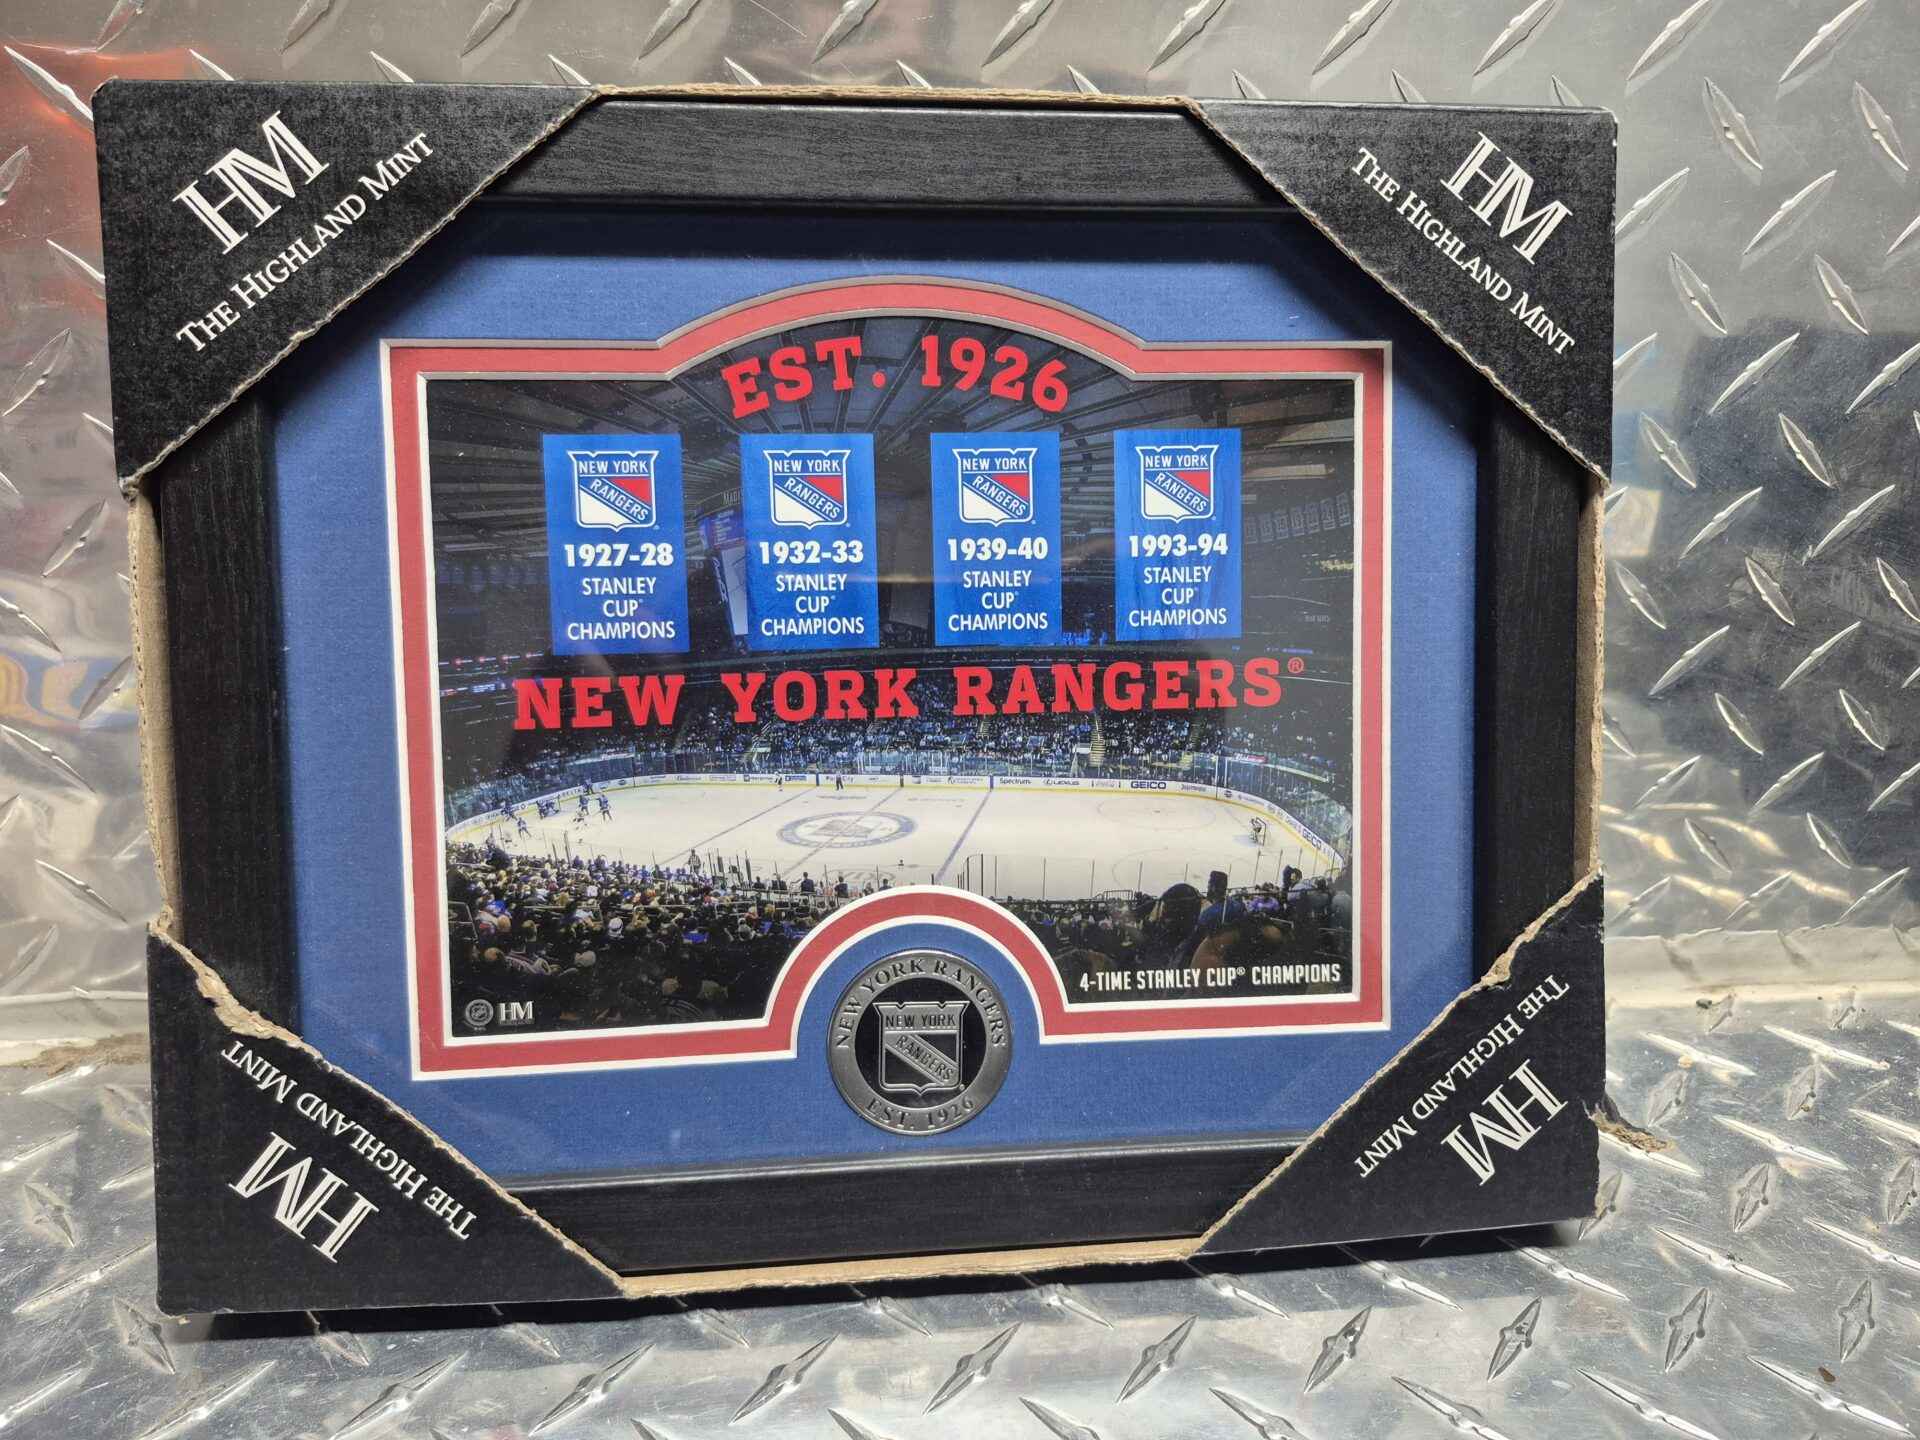 HM
THE HIGHLAND MINT
HM
THE HIGHLAND MINT
EST. 1926
NEW YORK
RANGERS
1927-28
STANLEY
CUP®
CHAMPIONS
NEW YORK
RANGERS
1932-33
STANLEY
CUP®
CHAMPIONS
NEW YORK
RANGERS
1939-40
STANLEY
CUP®
CHAMPIONS
NEW YORK
RANGERS
1993-94
STANLEY
CUP®
CHAMPIONS
NEW YORK RANGERS®
Spectrum LEXUS GEICO
4-TIME STANLEY CUP® CHAMPIONS
HM
NEW YORK RANGERS
NEW YORK
RANGERS
EST. 1926
THE HIGHLAND MINT
HM
THE HIGHLAND MINT
HM